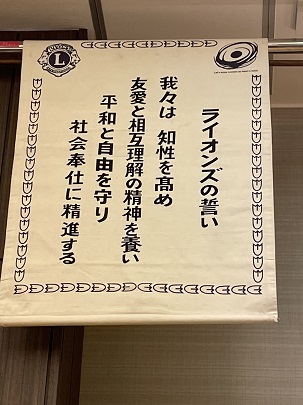 ライオンズの誓い
我々は 知性を高め
友愛と相互理解の精神を養い
平和と自由を守り
社会奉仕に精進する
L